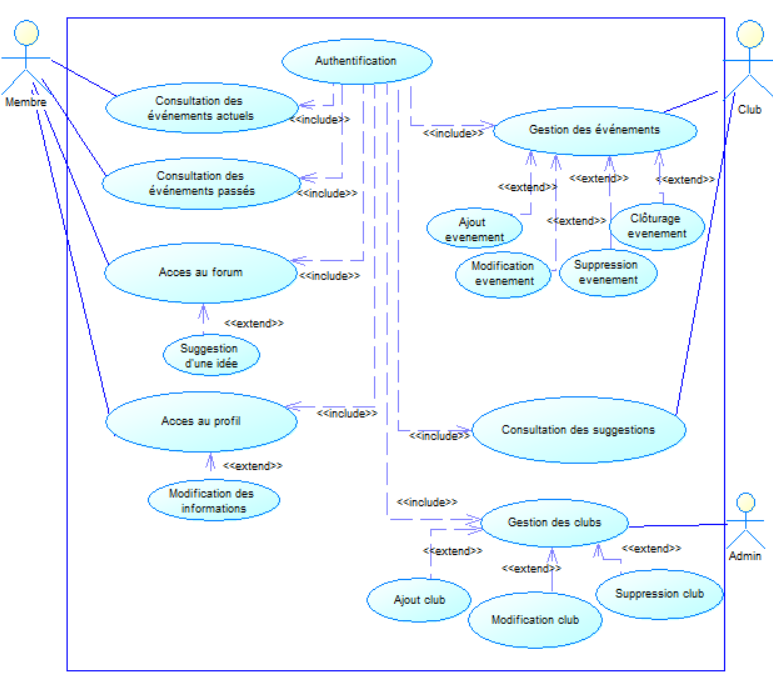 Authentification
Membre
Club
Consultation des
événements actuels
<<include>>
<<include>>
Gestion des événements
Consultation des
événements passés
<<include>>
<<extend>>
<<extend>>
<<extend>>
<<extend>>
Ajout
evenement
Clôturage
evenement
Modification
evenement
Suppression
evenement
Acces au forum
<<include>>
<<extend>>
Suggestion
d'une idée
Acces au profil
<<include>>
<<include>>
Consultation des suggestions
<<extend>>
Modification des
informations
<<include>>
Gestion des clubs
Admin
<<extend>>
<<extend>>
<<extend>>
Ajout club
Modification club
Suppression club